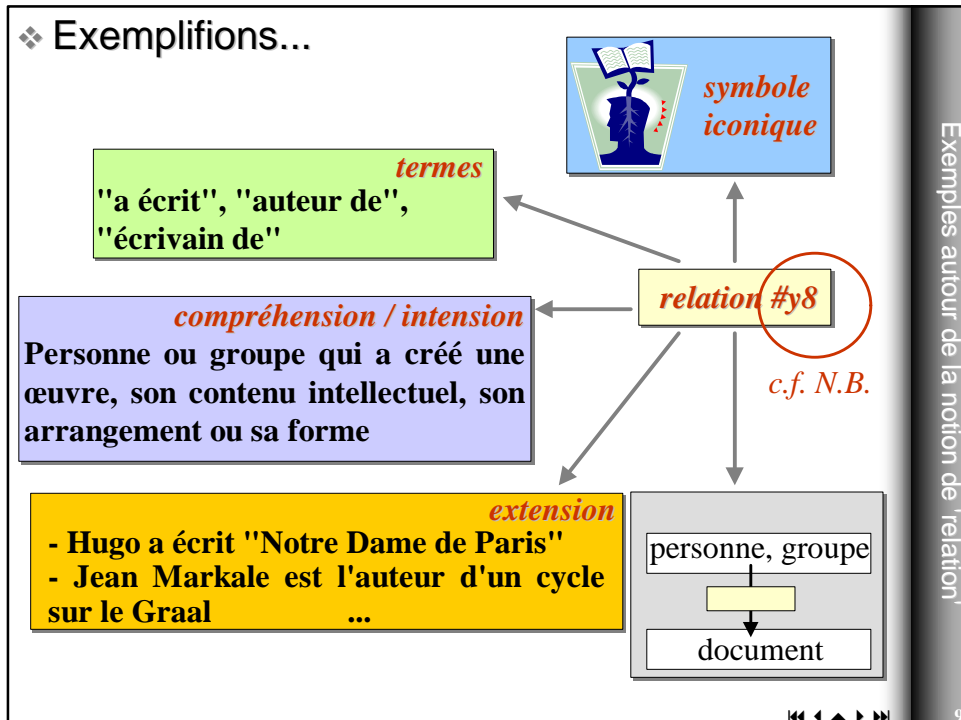 ❖ Exemplifions...
symbole
iconique
termes
"a écrit", "auteur de",
"écrivain de"
relation #y8
c.f. N.B.
compréhension / intension
Personne ou groupe qui a créé une
œuvre, son contenu intellectuel, son
arrangement ou sa forme
extension
- Hugo a écrit "Notre Dame de Paris"
- Jean Markale est l'auteur d'un cycle
sur le Graal ...
personne, groupe
document
Exemples autour de la notion de 'relation'